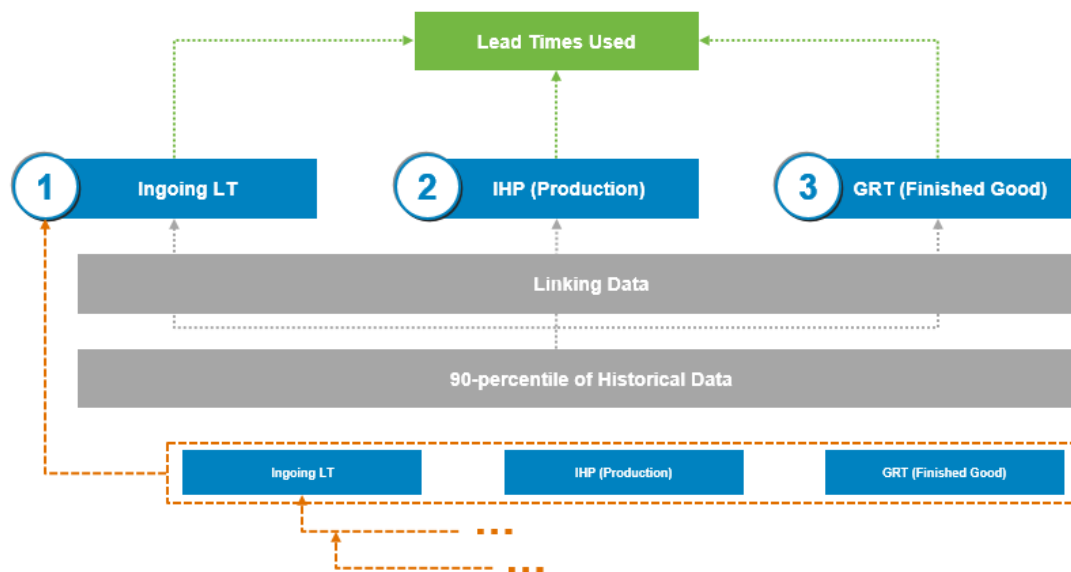 Lead Times Used
1 Ingoing LT
2 IHP (Production)
3 GRT (Finished Good)
Linking Data
90-percentile of Historical Data
Ingoing LT
IHP (Production)
GRT (Finished Good)
...
...